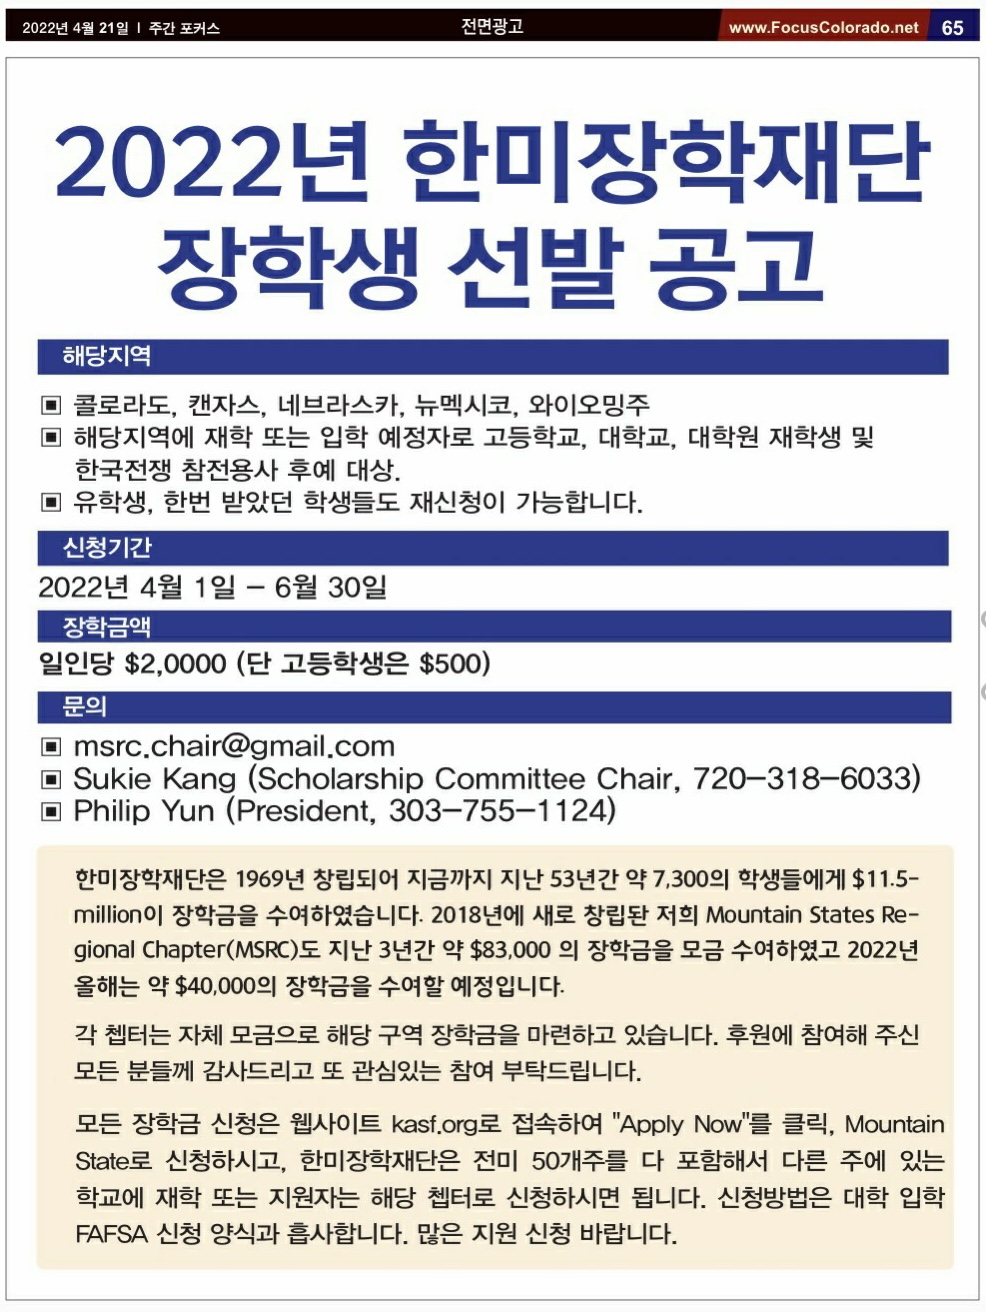 2022년 4월 21일 ㅣ 주간 포커스
전면광고
www.FocusColorado.net
65
2022년 한미장학재단
장학생 선발 공고
해당지역
▣ 콜로라도, 캔자스, 네브라스카, 뉴멕시코, 와이오밍주
▣ 해당지역에 재학 또는 입학 예정자로 고등학교, 대학교, 대학원 재학생 및
한국전쟁 참전용사 후예 대상.
▣ 유학생, 한번 받았던 학생들도 재신청이 가능합니다.
신청기간
2022년 4월 1일 - 6월 30일
장학금액
일인당 $2,0000 (단 고등학생은 $500)
문의
▣ msrc.chair@gmail.com
▣ Sukie Kang (Scholarship Committee Chair, 720-318-6033)
▣ Philip Yun (President, 303-755-1124)
한미장학재단은 1969년 창립되어 지금까지 지난 53년간 약 7,300의 학생들에게 $11.5-
million이 장학금을 수여하였습니다. 2018년에 새로 창립돤 저희 Mountain States Re-
gional Chapter(MSRC)도 지난 3년간 약 $83,000 의 장학금을 모금 수여하였고 2022년
올해는 약 $40,000의 장학금을 수여할 예정입니다.
각 쳅터는 자체 모금으로 해당 구역 장학금을 마련하고 있습니다. 후원에 참여해 주신
모든 분들께 감사드리고 또 관심있는 참여 부탁드립니다.
모든 장학금 신청은 웹사이트 kasf.org로 접속하여 "Apply Now"를 클릭, Mountain
State로 신청하시고, 한미장학재단은 전미 50개주를 다 포함해서 다른 주에 있는
학교에 재학 또는 지원자는 해당 쳅터로 신청하시면 됩니다. 신청방법은 대학 입학
FAFSA 신청 양식과 흡사합니다. 많은 지원 신청 바랍니다.